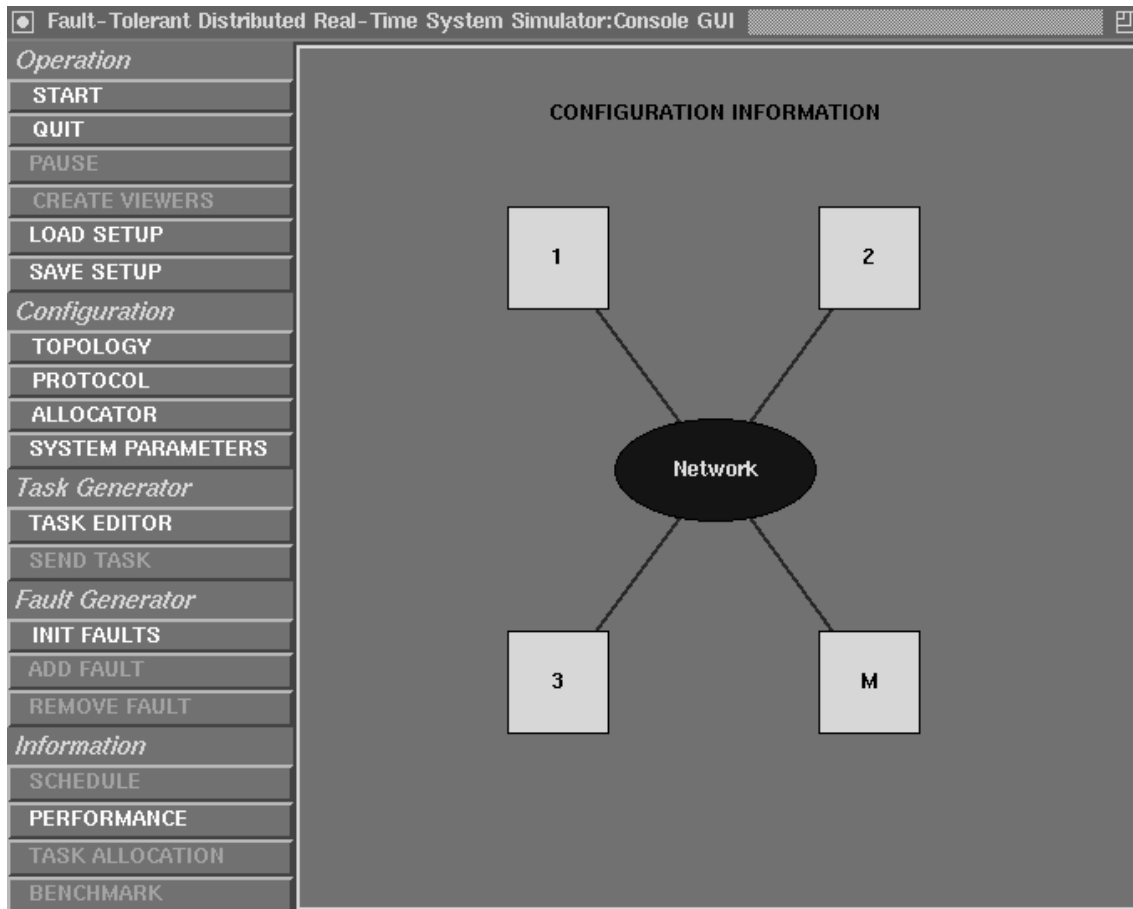 Fault-Tolerant Distributed Real-Time System Simulator:Console GUI
Operation
START
QUIT
PAUSE
CREATE VIEWERS
LOAD SETUP
SAVE SETUP
Configuration
TOPOLOGY
PROTOCOL
ALLOCATOR
SYSTEM PARAMETERS
Task Generator
TASK EDITOR
SEND TASK
Fault Generator
INIT FAULTS
ADD FAULT
REMOVE FAULT
Information
SCHEDULE
PERFORMANCE
TASK ALLOCATION
BENCHMARK
CONFIGURATION INFORMATION
1
2
Network
3
M